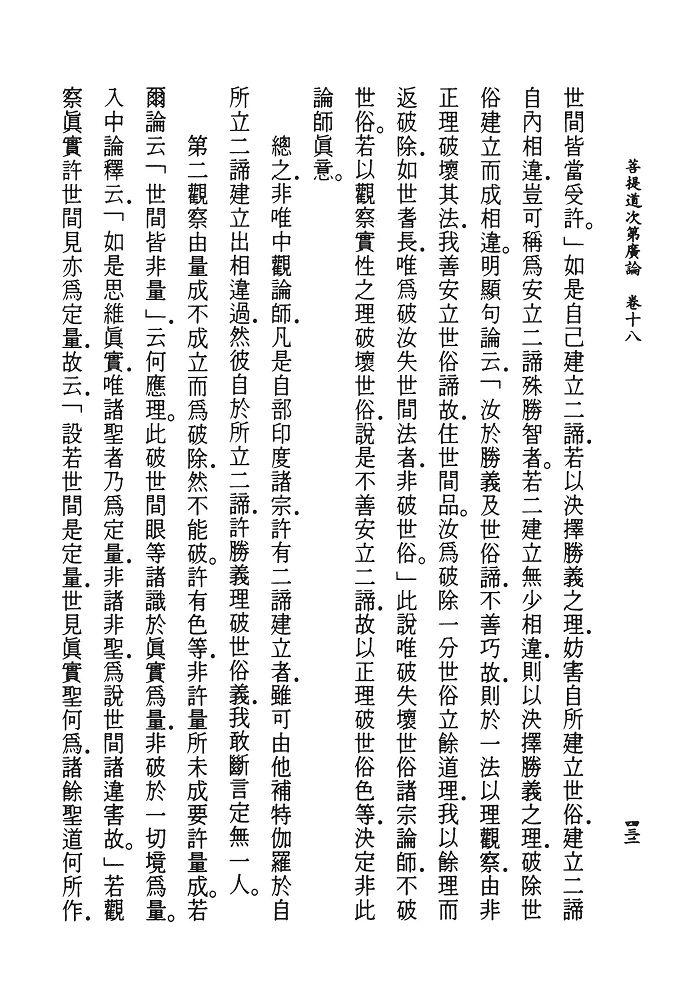 菩提道次第廣論　卷十八
四三一
世間皆當受許。」如是自己建立二諦．若以決擇勝義之理．妨害自所建立世俗．建立二諦
自內相違．豈可稱爲安立二諦殊勝智者。若二建立無少相違．則以決擇勝義之理．破除世
俗建立而成相違。明顯句論云．「汝於勝義及世俗諦．不善巧故．則於一法以理觀察．由非
正理破壞其法．我善安立世俗諦故．住世間品。汝爲破除一分世俗立餘道理．我以餘理而
返破除．如世耆長．唯爲破汝失世間法者．非破世俗。」此說唯破失壞世俗諸宗論師．不破
世俗。若以觀察實性之理破壞世俗．說是不善安立二諦．故以正理破世俗色等．決定非此
論師眞意。
總之．非唯中觀論師．凡是自部印度諸宗．許有二諦建立者．雖可由他補特伽羅於自
所立二諦建立出相違過．然彼自於所立二諦．許勝義理破世俗義．我敢斷言定無一人。
第二觀察由量成不成立而爲破除．然不能破。許有色等．非許量所未成要許量成。若
爾論云「世間皆非量」．云何應理。此破世間眼等諸識於眞實爲量．非破於一切境爲量。
入中論釋云．「如是思維眞實．唯諸聖者乃爲定量．非諸非聖．爲說世間諸違害故。」若觀
察眞實許世間見亦爲定量．故云．「設若世間是定量．世見眞實聖何爲．諸餘聖道何所作．